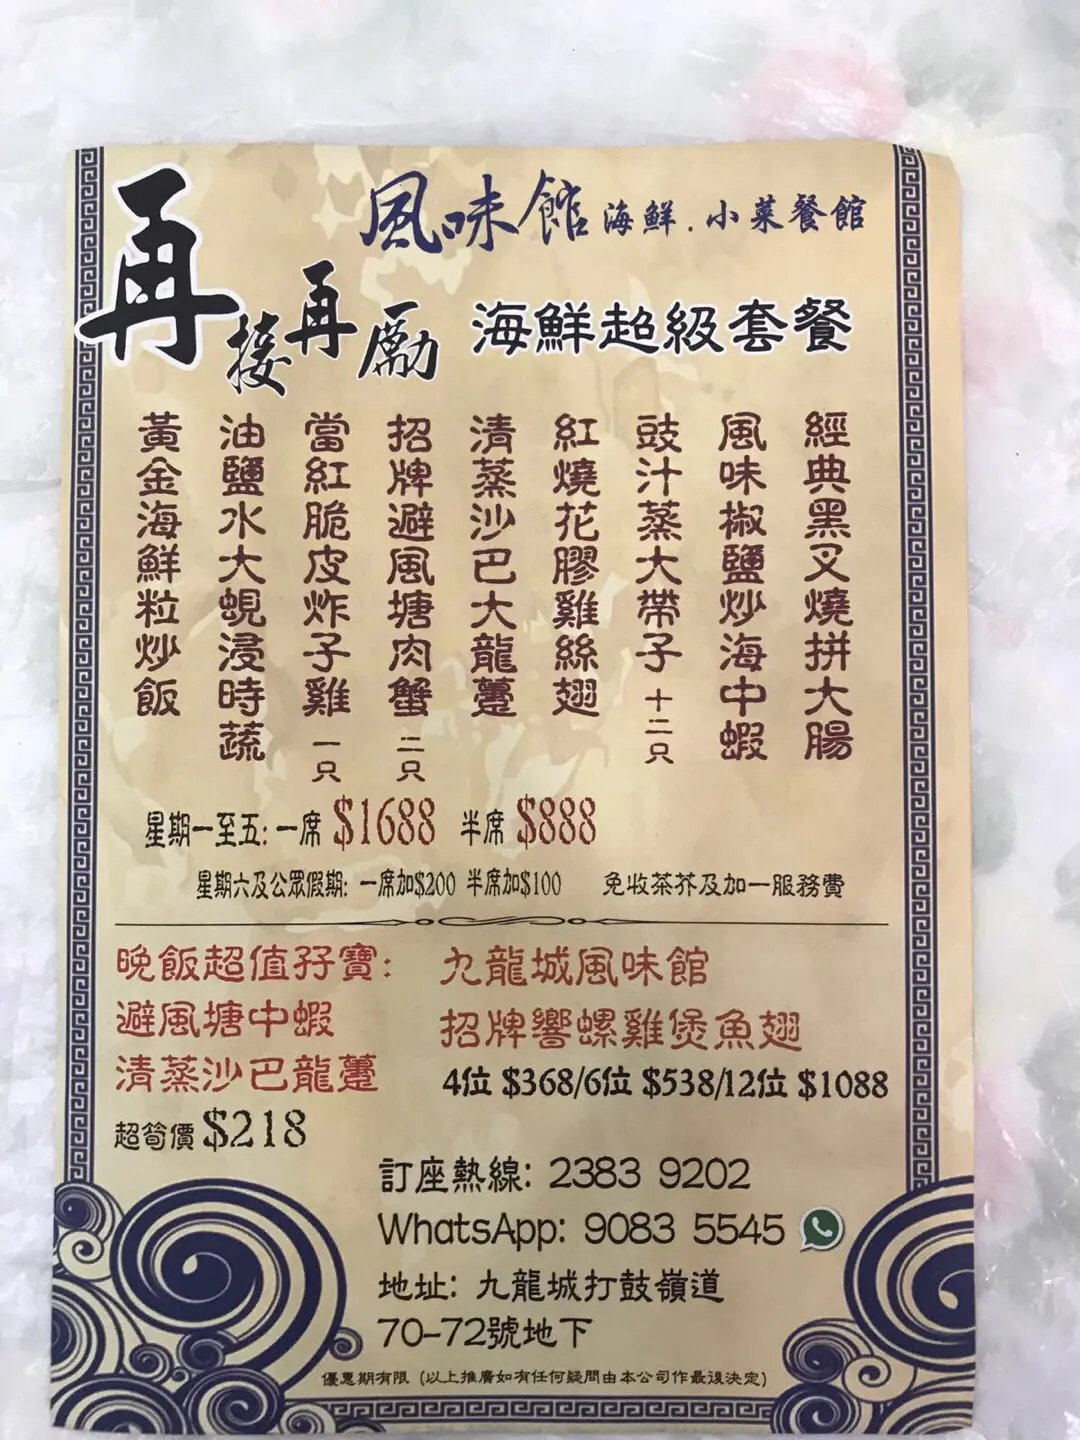 再接再勵
風味館 海鮮.小菜餐館
海鮮超級套餐
經典黑叉燒拼大腸
風味椒鹽炒海中蝦
豉汁蒸大帶子 十二只
紅燒花膠雞絲翅
清蒸沙巴大龍躉
招牌避風塘肉蟹 二只
當紅脆皮炸子雞 一只
油鹽水大蜆浸時蔬
黃金海鮮粒炒飯
星期一至五: 一席 $1688 半席 $888
星期六及公眾假期: 一席加$200 半席加$100 免收茶芥及加一服務費
晚飯超值孖寶:
避風塘中蝦
清蒸沙巴龍躉
超筍價 $218
九龍城風味館
招牌響螺雞煲魚翅
4位 $368/6位 $538/12位 $1088
訂座熱線: 2383 9202
WhatsApp: 9083 5545
地址: 九龍城打鼓嶺道
70-72號地下
優惠期有限 (以上推廣如有任何疑問由本公司作最後決定)